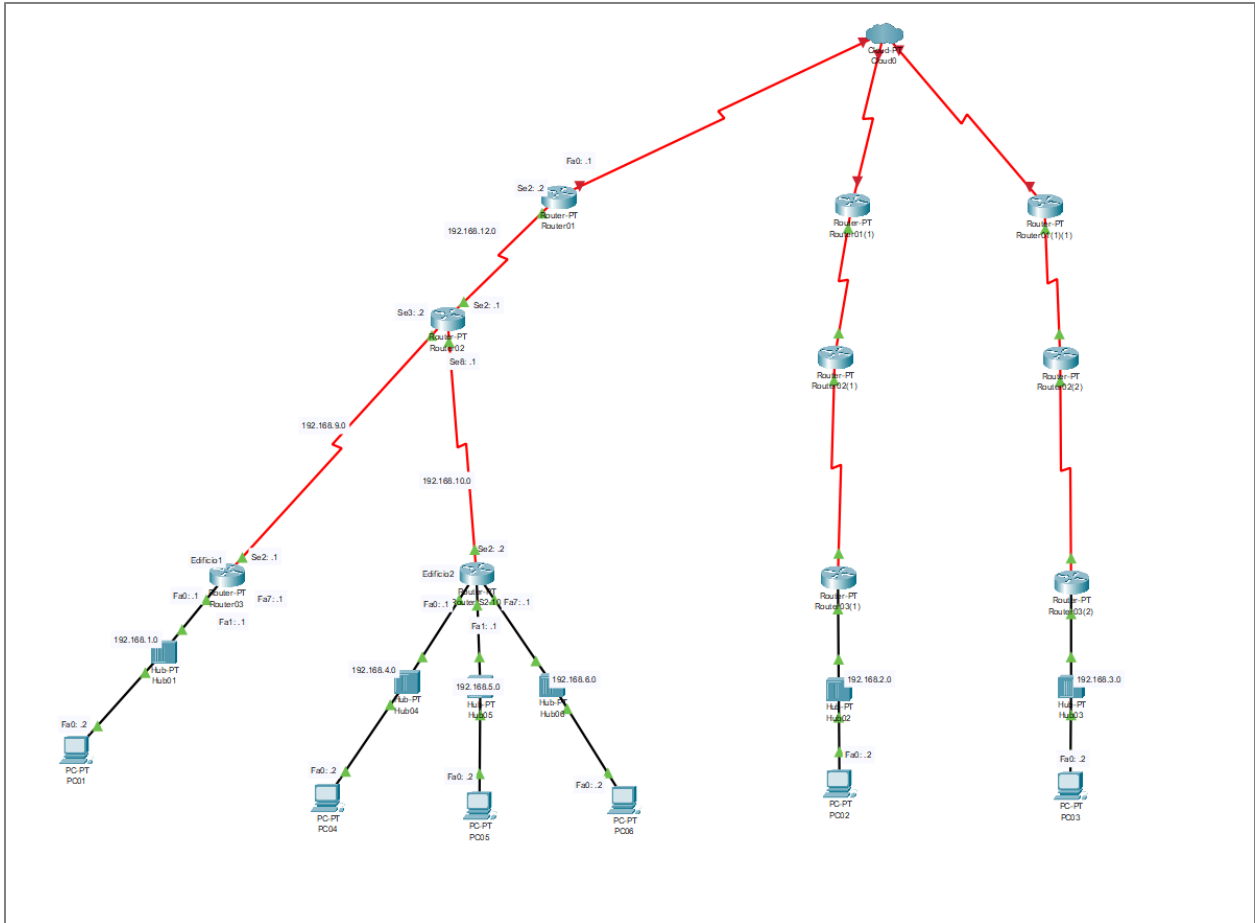 Cloud-PT
Cloud0
Fa0: .1
Se2: .2
Router-PT
Router01
Router-PT
Router01(1)
Router-PT
Router01(1)(1)
192.168.12.0
Se3: .2
Se2: .1
Router-PT
Router02
Se6: .1
Router-PT
Router02(1)
Router-PT
Router02(2)
192.168.9.0
192.168.10.0
Edificio1
Se2: .1
Router-PT
Router03
Fa0: .1
Fa7: .1
Fa1: .1
Se2: .2
Edificio2
Fa0: .1
Fa7: .1
Fa1: .1
Router-PT
Router03(1)
Router-PT
Router03(2)
192.168.1.0
Hub-PT
Hub01
192.168.4.0
Hub-PT
Hub04
192.168.5.0
Hub-PT
Hub05
192.168.6.0
Hub-PT
Hub06
192.168.2.0
Hub-PT
Hub02
192.168.3.0
Hub-PT
Hub03
Fa0: .2
PC-PT
PC01
Fa0: .2
PC-PT
PC04
Fa0: .2
PC-PT
PC05
Fa0: .2
PC-PT
PC06
Fa0: .2
PC-PT
PC02
Fa0: .2
PC-PT
PC03